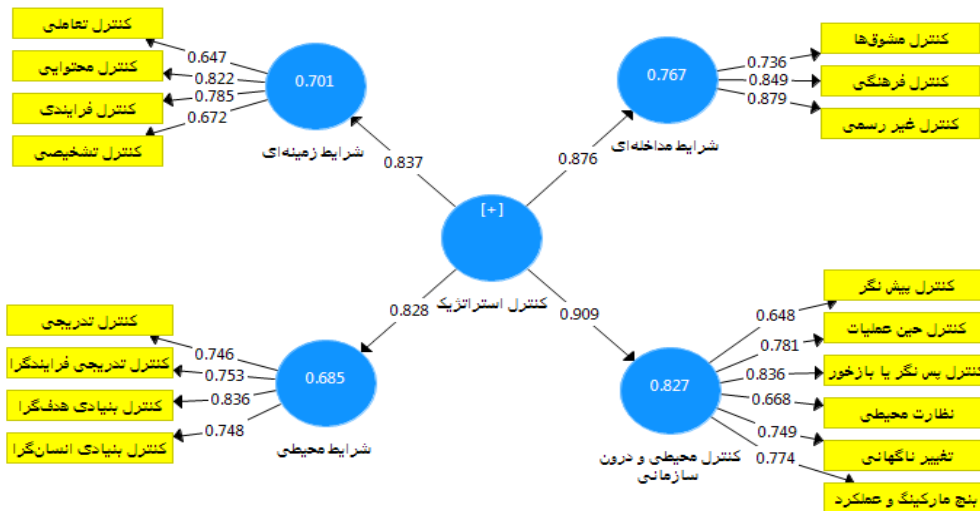 کنترل تعاملی
کنترل محتوایی
کنترل فرایندی
کنترل تشخیصی
0.647
0.822
0.785
0.672
0.701
شرایط زمینه‌ای
0.837
کنترل مشوق‌ها
کنترل فرهنگی
کنترل غیر رسمی
0.736
0.849
0.879
0.767
شرایط مداخله‌ای
0.876
[+]
کنترل استراتژیک
0.828
0.909
کنترل تدریجی
کنترل تدریجی فرایندگرا
کنترل بنیادی هدف‌گرا
کنترل بنیادی انسان‌گرا
0.746
0.753
0.836
0.748
0.685
شرایط محیطی
کنترل پیش نگر
کنترل حین عملیات
کنترل پس نگر یا بازخور
نظارت محیطی
تغییر ناگهانی
بنچ مارکینگ و عملکرد
0.648
0.781
0.836
0.668
0.749
0.774
0.827
کنترل محیطی و درون
سازمانی